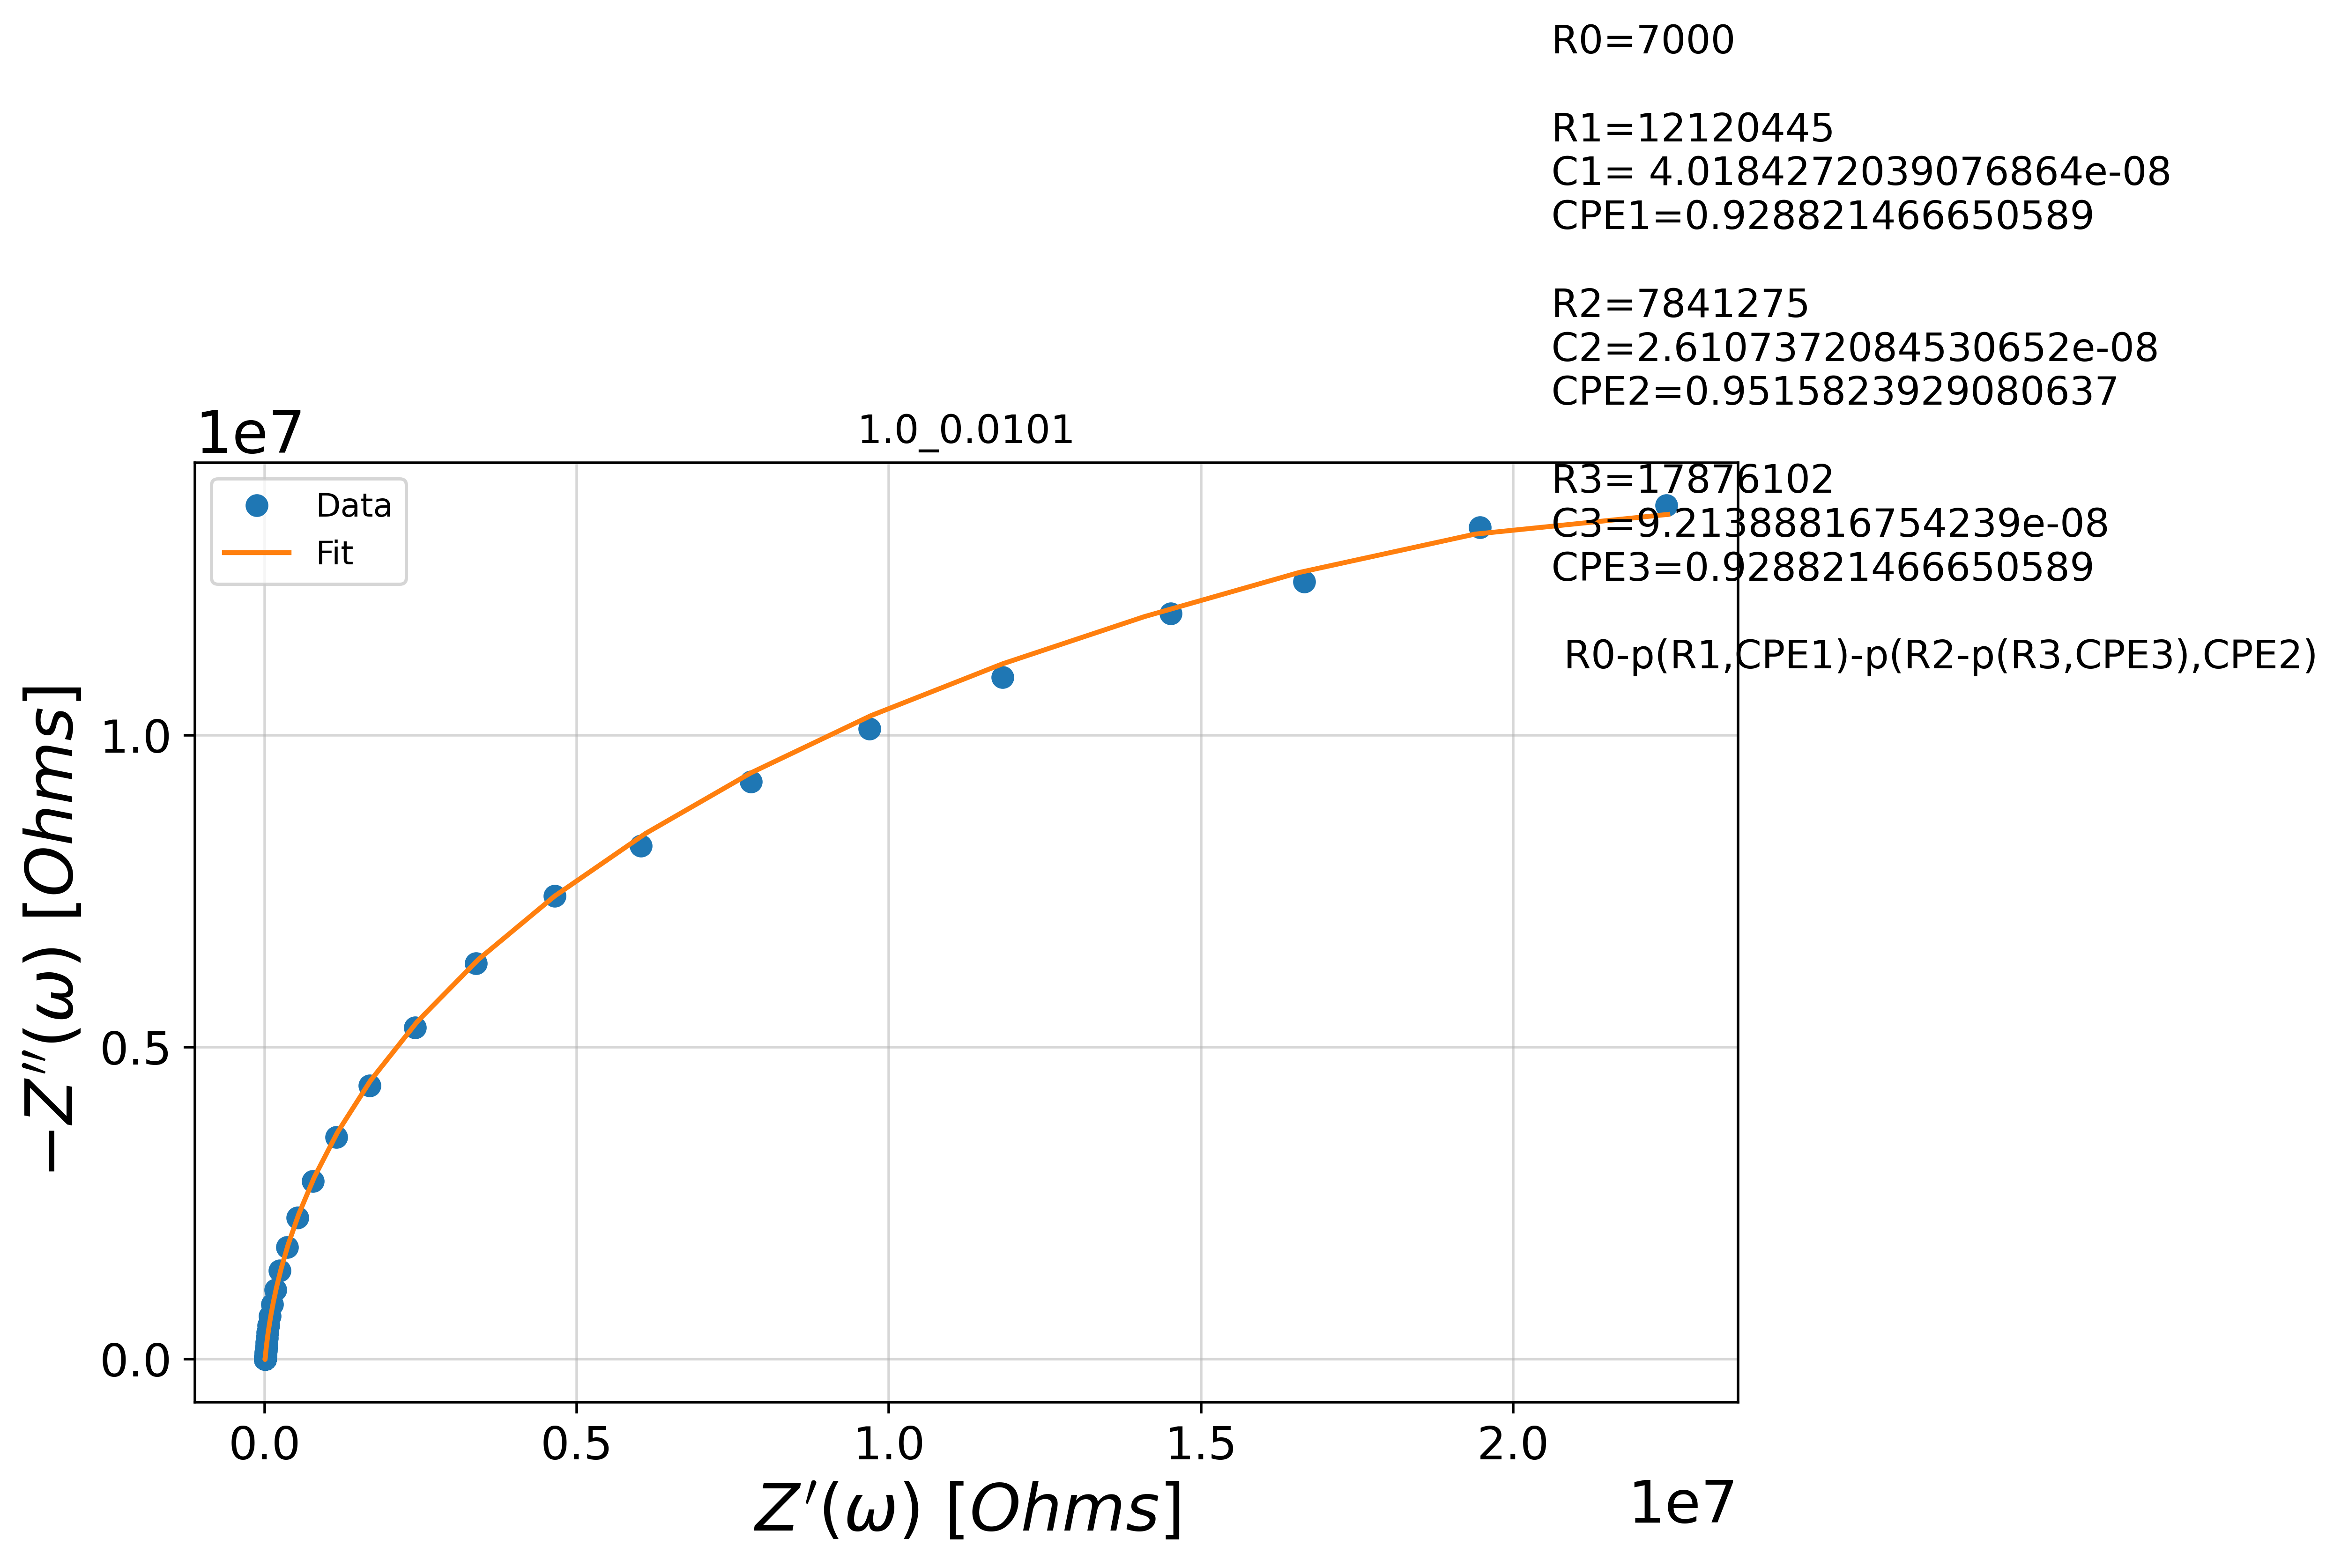 R0=7000
R1=12120445
C1= 4.0184272039076864e-08
CPE1=0.928821466650589
R2=7841275
C2=2.6107372084530652e-08
CPE2=0.9515823929080637
1e7
1.0_0.0101
R3=17876102
C3=9.21388816754239e-08
CPE3=0.928821466650589
R0-p(R1,CPE1)-p(R2-p(R3,CPE3),CPE2)
Data
Fit
−Z′′(ω) [Ohms]
1.0
0.5
0.0
0.0 0.5 1.0 1.5 2.0
Z′(ω) [Ohms]
1e7